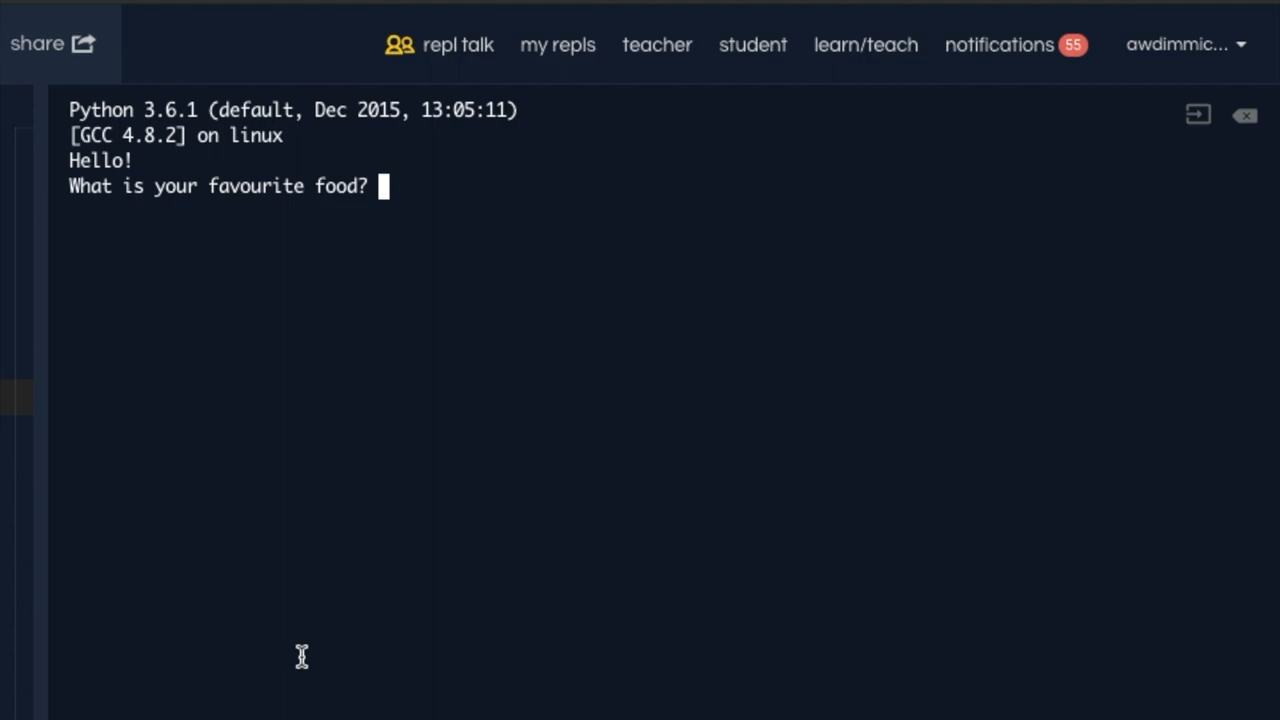 share
repl talk
my repls
teacher
student
learn/teach
notifications 55
awdimmic...
Python 3.6.1 (default, Dec 2015, 13:05:11)
[GCC 4.8.2] on linux
Hello!
What is your favourite food?